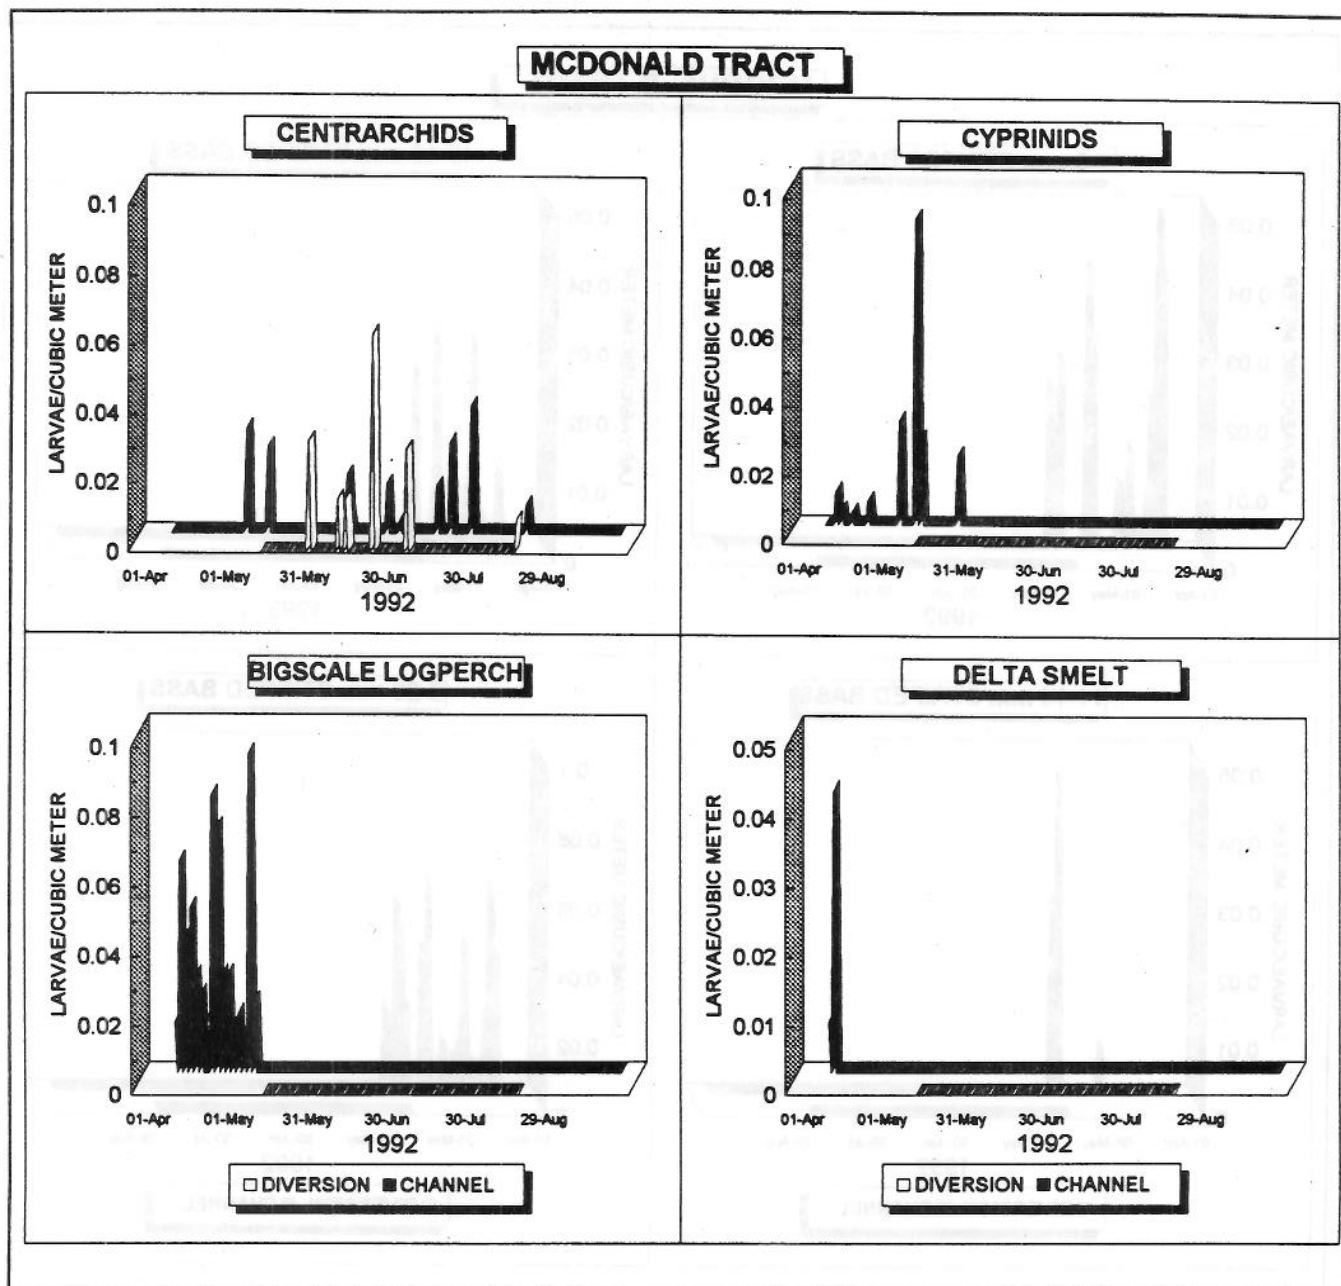 MCDONALD TRACT
CENTRARCHIDS
LARVAE/CUBIC METER
0.1
0.08
0.06
0.04
0.02
0
01-Apr 01-May 31-May 30-Jun 30-Jul 29-Aug
1992
CYPRINIDS
LARVAE/CUBIC METER
0.1
0.08
0.06
0.04
0.02
0
01-Apr 01-May 31-May 30-Jun 30-Jul 29-Aug
1992
BIGSCALE LOGPERCH
LARVAE/CUBIC METER
0.1
0.08
0.06
0.04
0.02
0
01-Apr 01-May 31-May 30-Jun 30-Jul 29-Aug
1992
DIVERSION CHANNEL
DELTA SMELT
LARVAE/CUBIC METER
0.05
0.04
0.03
0.02
0.01
0
01-Apr 01-May 31-May 30-Jun 30-Jul 29-Aug
1992
DIVERSION CHANNEL